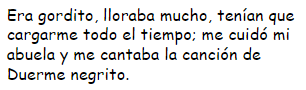 Era gordito, lloraba mucho, tenían que
cargarme todo el tiempo; me cuidó mi
abuela y me cantaba la canción de
Duerme negrito.